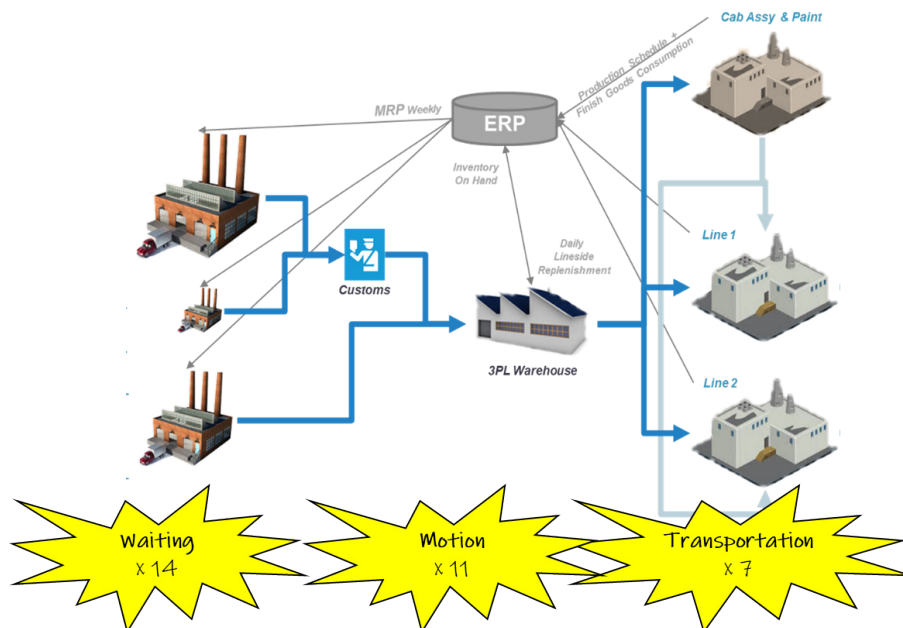 Cab Assy & Paint
Production Schedule +
Finish Goods Consumption
MRP Weekly
ERP
Inventory
On Hand
Line 1
Daily
Lineside
Replenishment
Customs
3PL Warehouse
Line 2
Waiting
x 14
Motion
x 11
Transportation
x 7